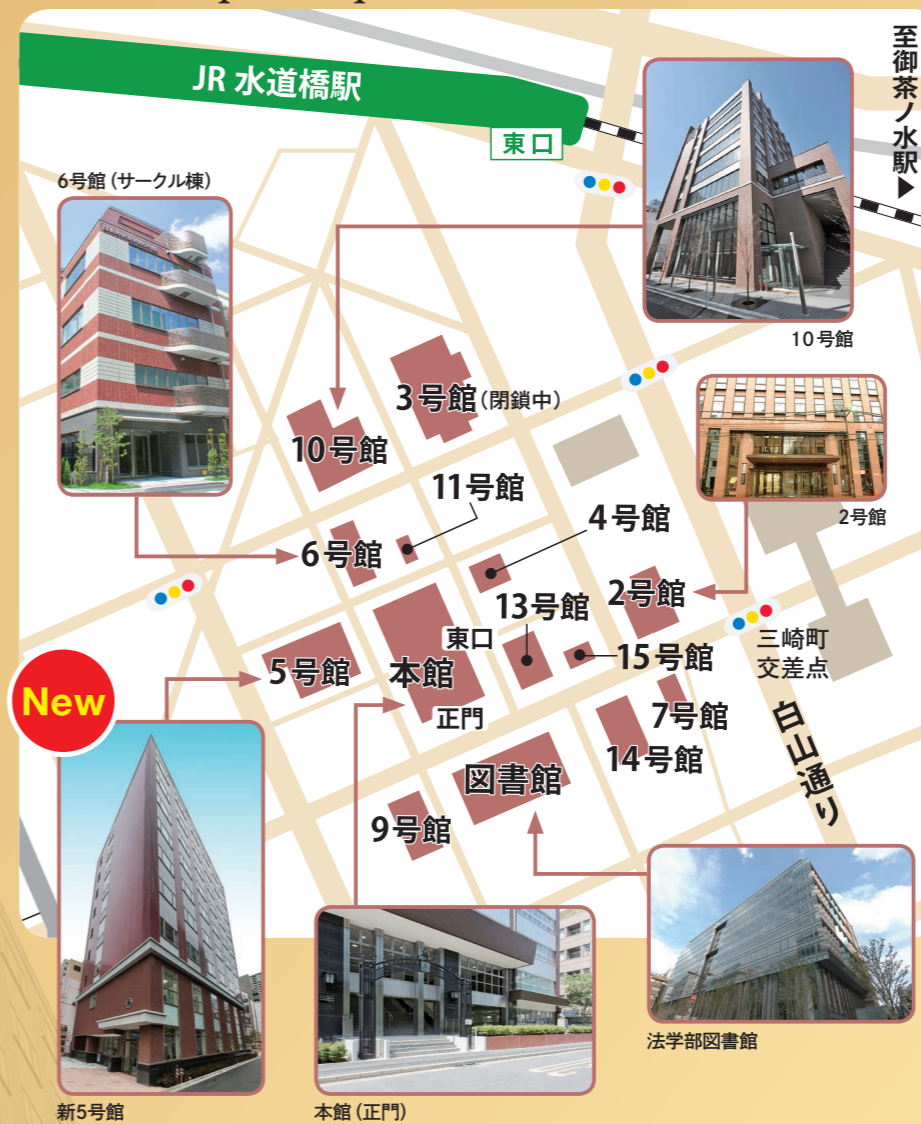 JR 水道橋駅
東口
至御茶ノ水駅▶
6号館 (サークル棟)
10号館
3号館(閉鎖中)
10号館
11号館
4号館
2号館
6号館
13号館
2号館
東口
15号館
三崎町
交差点
5号館
本館
New
正門
7号館
14号館
白山通り
図書館
9号館
法学部図書館
新5号館
本館 (正門)